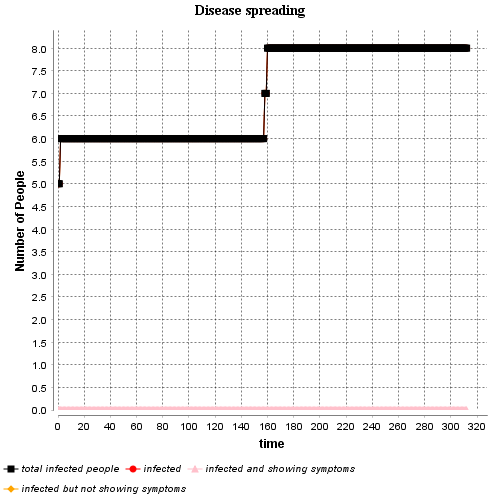 Disease spreading
8.0
7.5
7.0
6.5
6.0
5.5
5.0
4.5
4.0
3.5
3.0
2.5
2.0
1.5
1.0
0.5
0.0
Number of People
0 20 40 60 80 100 120 140 160 180 200 220 240 260 280 300 320
time
total infected people infected infected and showing symptoms
infected but not showing symptoms